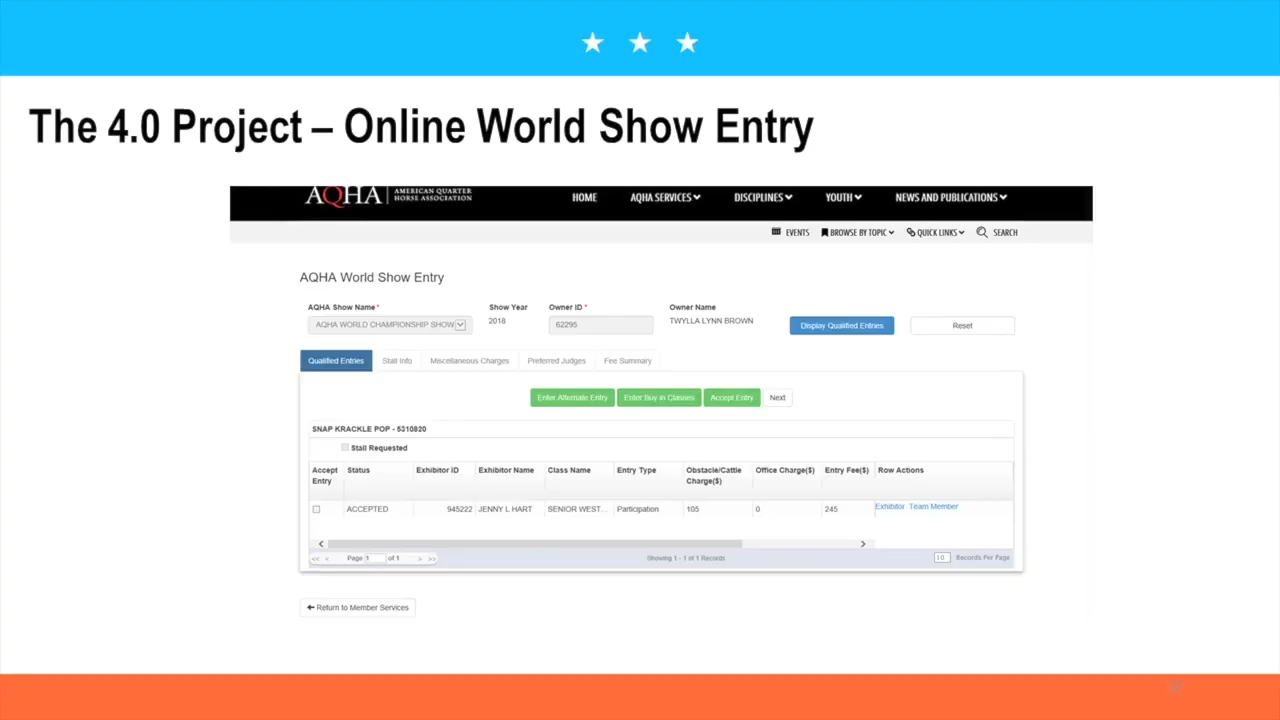 The 4.0 Project – Online World Show Entry
AQHA | AMERICAN QUARTER HORSE ASSOCIATION
HOME AQHA SERVICES DISCIPLINES YOUTH NEWS AND PUBLICATIONS
EVENTS BROWSE BY TOPIC QUICK LINKS SEARCH
AQHA World Show Entry
AQHA Show Name* Show Year Owner ID * Owner Name
AQHA WORLD CHAMPIONSHIP SHOW 2018 62295 TWYLLA LYNN BROWN Display Qualified Entries Reset
Qualified Entries Stall Info Miscellaneous Charges Preferred Judges Fee Summary
Enter Alternate Entry Enter Buy in Classes Accept Entry Next
SNAP KRACKLE POP - 5310820
Stall Requested
Accept Entry Status Exhibitor ID Exhibitor Name Class Name Entry Type Obstacle/Cattle Charge($) Office Charge($) Entry Fee($) Row Actions
ACCEPTED 945222 JENNY L HART SENIOR WEST... Participation 105 0 245 Exhibitor Team Member
<< < Page 1 of 1 > >> Showing 1 - 1 of 1 Records 10 Records Per Page
Return to Member Services